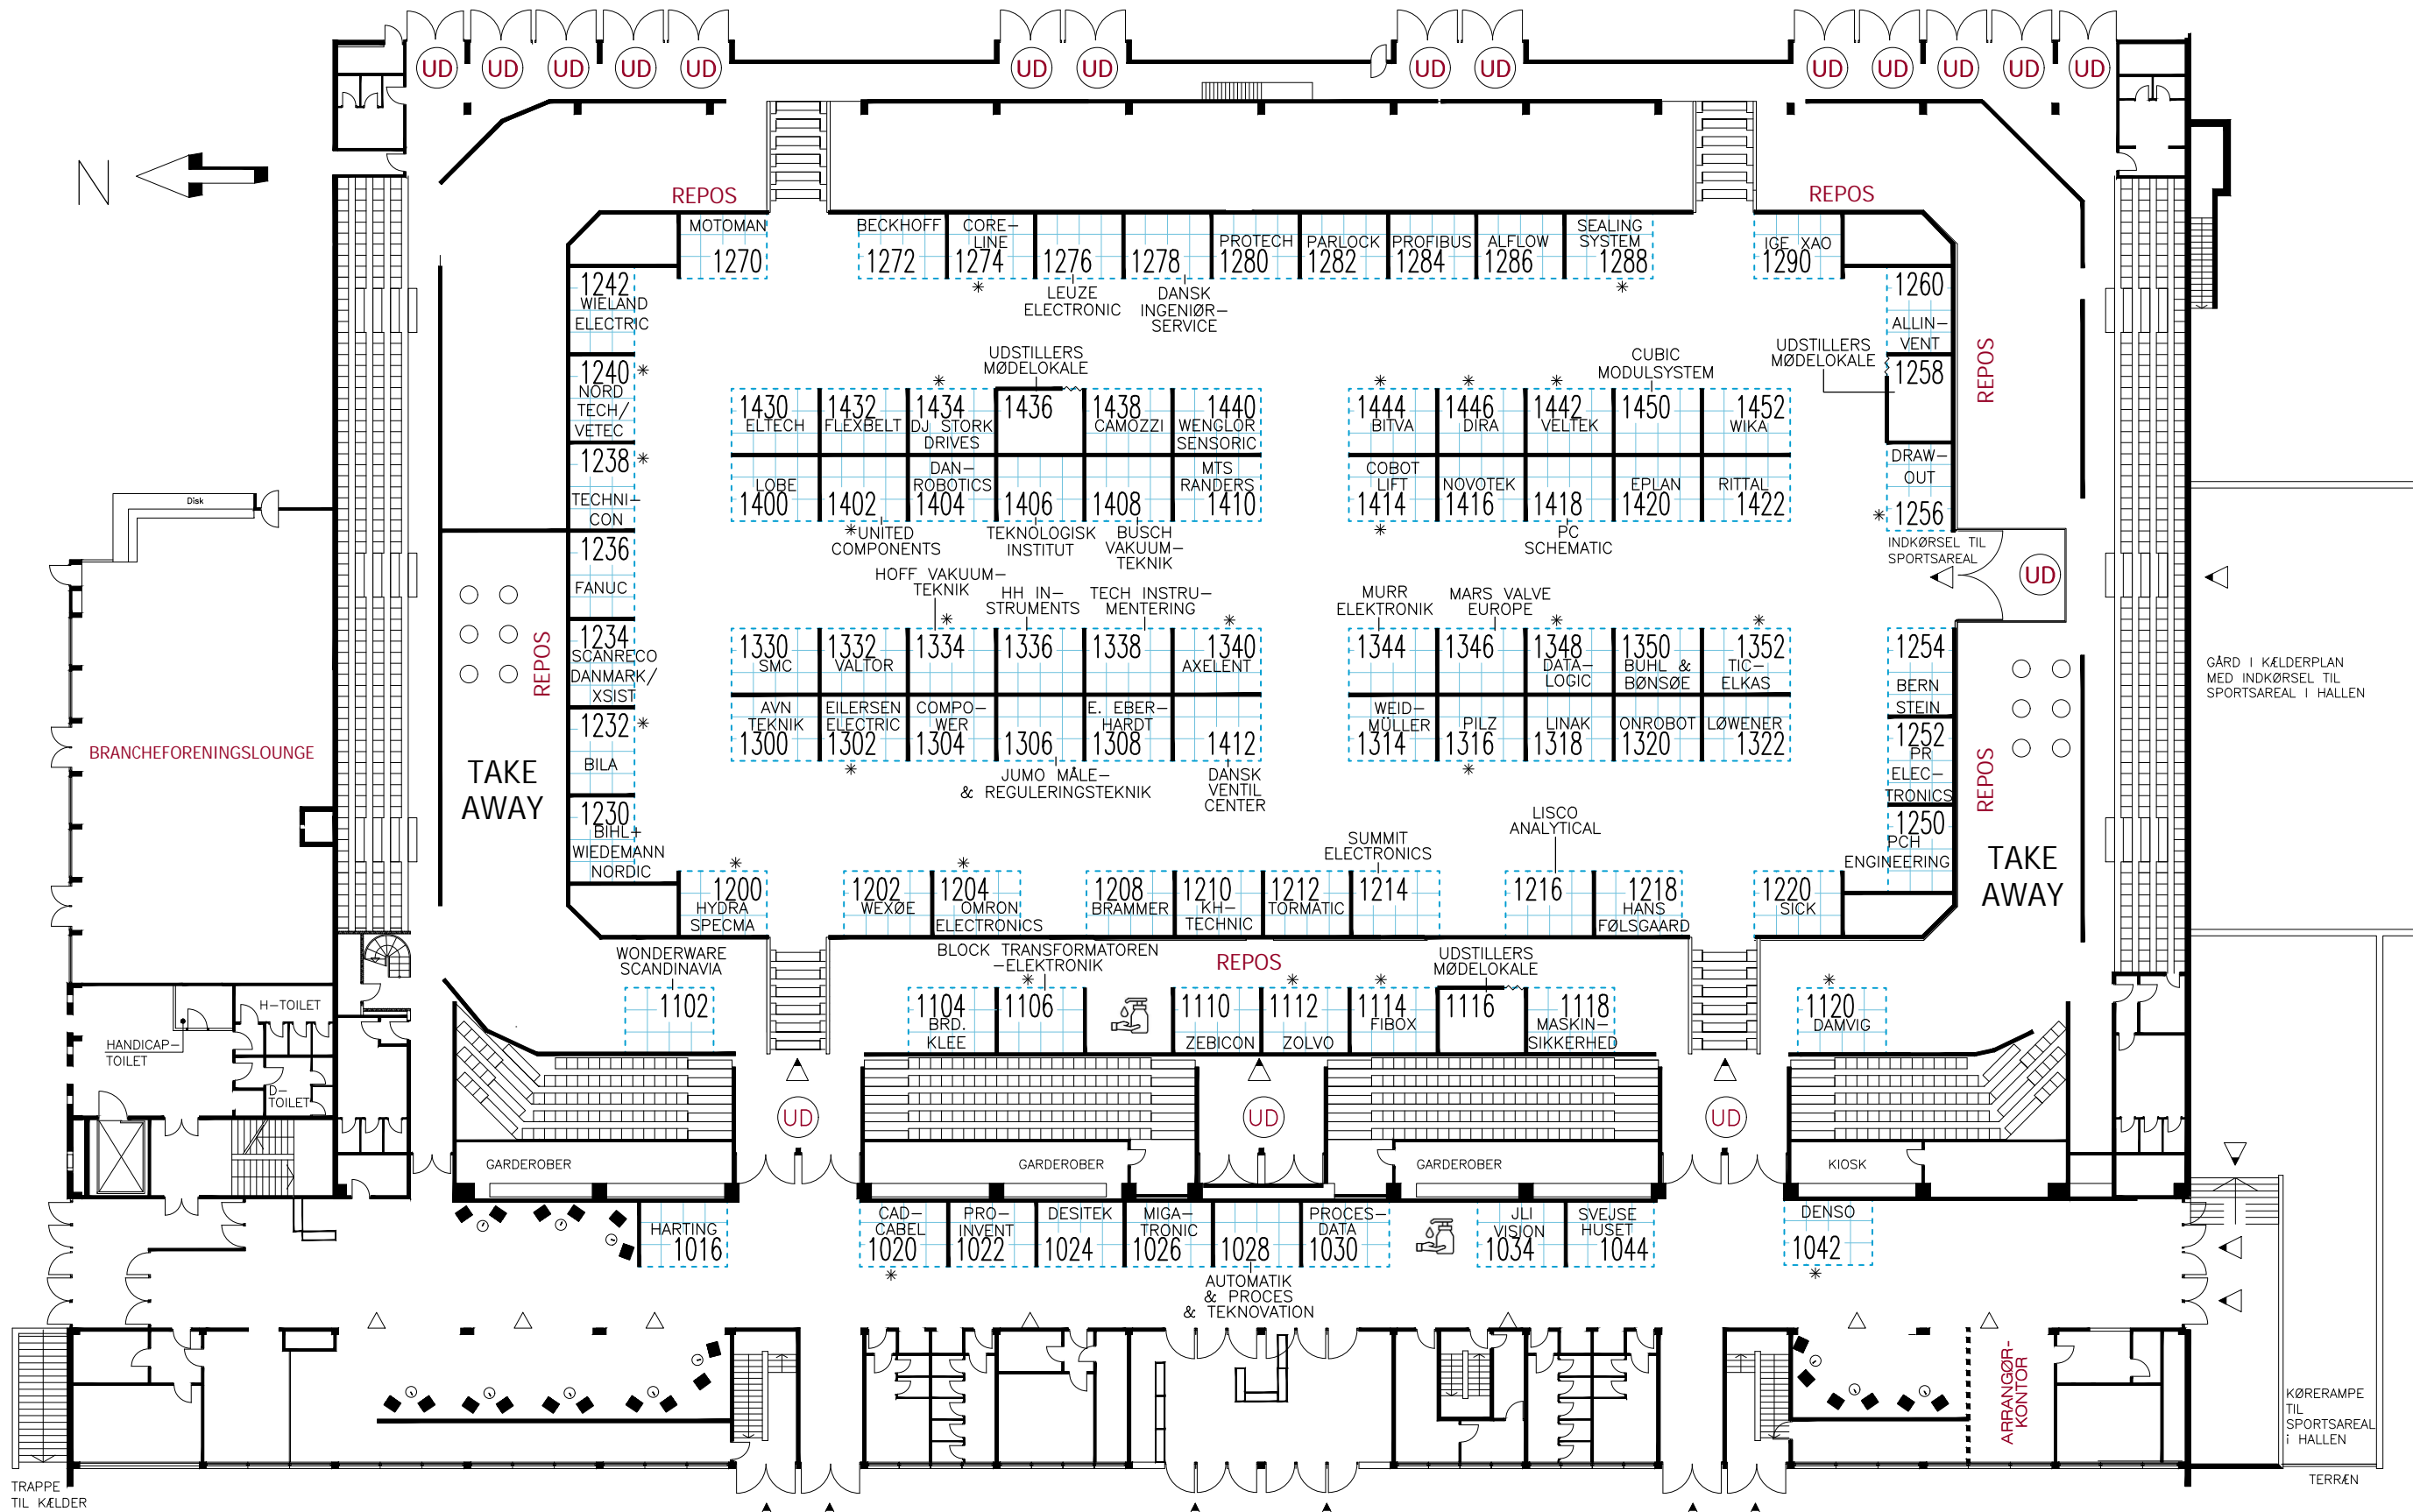 UD UD UD UD UD UD UD UD UD UD UD UD UD UD
N
REPOS
REPOS
MOTOMAN
1270
BECKHOFF
1272
CORE-
LINE
1274
*
1276
LEUZE
ELECTRONIC
1278
DANSK
INGENIØR-
SERVICE
PROTECH
1280
PARLOCK
1282
PROFIBUS
1284
ALFLOW
1286
SEALING
SYSTEM
1288
*
IGE XAO
1290
1242
WIELAND
ELECTRIC
1240 *
NORD
TECH/
VETEC
1238 *
TECHNI-
CON
1236
FANUC
1234
SCANRECO
DANMARK/
XSIST
1232 *
BILA
1230
BIHL+
WIEDEMANN
NORDIC
1260
ALLIN-
VENT
UDSTILLERS
MØDELOKALE
1258
DRAW-
OUT
1256
*
INDKØRSEL TIL
SPORTSAREAL
UD
REPOS
1254
BERN
STEIN
1252
PR
ELEC-
TRONICS
1250
PCH
ENGINEERING
REPOS
TAKE
AWAY
GÅRD I KÆLDERPLAN
MED INDKØRSEL TIL
SPORTSAREAL I HALLEN
Disk
BRANCHEFORENINGSLOUNGE
REPOS
TAKE
AWAY
1430
ELTECH
1432
FLEXBELT
*
1434
DJ STORK
DRIVES
UDSTILLERS
MØDELOKALE
1436
1438
CAMOZZI
1440
WENGLOR
SENSORIC
LOBE
1400
1402
*
UNITED
COMPONENTS
DAN-
ROBOTICS
1404
1406
TEKNOLOGISK
INSTITUT
1408
BUSCH
VAKUUM-
TEKNIK
MTS
RANDERS
1410
*
1444
BITVA
*
1446
DIRA
*
1442
VELTEK
CUBIC
MODULSYSTEM
1450
1452
WIKA
COBOT
LIFT
1414
*
NOVOTEK
1416
1418
PC
SCHEMATIC
EPLAN
1420
RITTAL
1422
1330
SMC
1332
VALTOR
HOFF VAKUUM-
TEKNIK
*
1334
HH IN-
STRUMENTS
1336
TECH INSTRU-
MENTERING
1338
*
1340
AXELENT
AVN
TEKNIK
1300
EILERSEN
ELECTRIC
1302
*
COMPO-
WER
1304
1306
JUMO MÅLE-
& REGULERINGSTEKNIK
E. EBER-
HARDT
1308
1412
DANSK
VENTIL
CENTER
MURR
ELEKTRONIK
1344
MARS VALVE
EUROPE
1346
*
1348
DATA-
LOGIC
1350
BUHL &
BØNSØE
*
1352
TIC-
ELKAS
WEID-
MÜLLER
1314
PILZ
1316
*
LINAK
1318
ONROBOT
1320
LØWENER
1322
*
1200
HYDRA
SPECMA
1202
WEXØE
*
1204
OMRON
ELECTRONICS
1208
BRAMMER
1210
KH-
TECHNIC
1212
TORMATIC
SUMMIT
ELECTRONICS
1214
LISCO
ANALYTICAL
1216
1218
HANS
FØLSGAARD
1220
SICK
WONDERWARE
SCANDINAVIA
1102
1104
BRD.
KLEE
BLOCK TRANSFORMATOREN
-ELEKTRONIK
*
1106
REPOS
1110
ZEBICON
*
1112
ZOLVO
*
1114
FIBOX
UDSTILLERS
MØDELOKALE
1116
1118
MASKIN-
SIKKERHED
*
1120
DAMVIG
H-TOILET
HANDICAP-
TOILET
D-
TOILET
UD UD UD
GARDEROBER
GARDEROBER
GARDEROBER
KIOSK
HARTING
1016
CAD-
CABEL
1020
*
PRO-
INVENT
1022
DESITEK
1024
MIGA-
TRONIC
1026
1028
AUTOMATIK
& PROCES
& TEKNOVATION
PROCES-
DATA
1030
JLI
VISION
1034
SVEJSE
HUSET
1044
DENSO
1042
*
ARRANGØR-
KONTOR
KØRERAMPE
TIL
SPORTSAREAL
i HALLEN
TERRÆN
TRAPPE
TIL KÆLDER